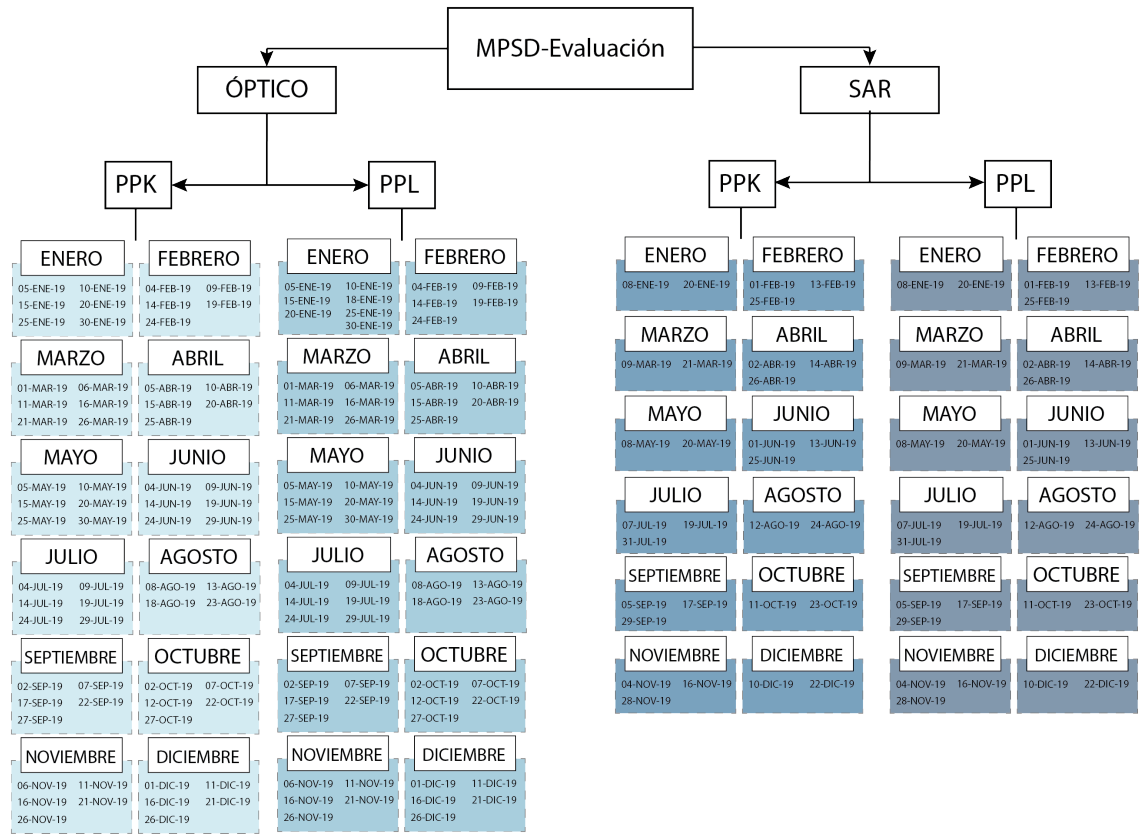 MPSD-Evaluación
ÓPTICO
SAR
PPK
PPL
PPK
PPL
ENERO
05-ENE-19 10-ENE-19
15-ENE-19 20-ENE-19
25-ENE-19 30-ENE-19
FEBRERO
04-FEB-19 09-FEB-19
14-FEB-19 19-FEB-19
24-FEB-19
MARZO
01-MAR-19 06-MAR-19
11-MAR-19 16-MAR-19
21-MAR-19 26-MAR-19
ABRIL
05-ABR-19 10-ABR-19
15-ABR-19 20-ABR-19
25-ABR-19
MAYO
05-MAY-19 10-MAY-19
15-MAY-19 20-MAY-19
25-MAY-19 30-MAY-19
JUNIO
04-JUN-19 09-JUN-19
14-JUN-19 19-JUN-19
24-JUN-19 29-JUN-19
JULIO
04-JUL-19 09-JUL-19
14-JUL-19 19-JUL-19
24-JUL-19 29-JUL-19
AGOSTO
08-AGO-19 13-AGO-19
18-AGO-19 23-AGO-19
SEPTIEMBRE
02-SEP-19 07-SEP-19
17-SEP-19 22-SEP-19
27-SEP-19
OCTUBRE
02-OCT-19 07-OCT-19
12-OCT-19 22-OCT-19
27-OCT-19
NOVIEMBRE
06-NOV-19 11-NOV-19
16-NOV-19 21-NOV-19
26-NOV-19
DICIEMBRE
01-DIC-19 11-DIC-19
16-DIC-19 21-DIC-19
26-DIC-19
ENERO
05-ENE-19 10-ENE-19
15-ENE-19 18-ENE-19
20-ENE-19 25-ENE-19
30-ENE-19
FEBRERO
04-FEB-19 09-FEB-19
14-FEB-19 19-FEB-19
24-FEB-19
MARZO
01-MAR-19 06-MAR-19
11-MAR-19 16-MAR-19
21-MAR-19 26-MAR-19
ABRIL
05-ABR-19 10-ABR-19
15-ABR-19 20-ABR-19
25-ABR-19
MAYO
05-MAY-19 10-MAY-19
15-MAY-19 20-MAY-19
25-MAY-19 30-MAY-19
JUNIO
04-JUN-19 09-JUN-19
14-JUN-19 19-JUN-19
24-JUN-19 29-JUN-19
JULIO
04-JUL-19 09-JUL-19
14-JUL-19 19-JUL-19
24-JUL-19 29-JUL-19
AGOSTO
08-AGO-19 13-AGO-19
18-AGO-19 23-AGO-19
SEPTIEMBRE
02-SEP-19 07-SEP-19
17-SEP-19 22-SEP-19
27-SEP-19
OCTUBRE
02-OCT-19 07-OCT-19
12-OCT-19 22-OCT-19
27-OCT-19
NOVIEMBRE
06-NOV-19 11-NOV-19
16-NOV-19 21-NOV-19
26-NOV-19
DICIEMBRE
01-DIC-19 11-DIC-19
16-DIC-19 21-DIC-19
26-DIC-19
ENERO
08-ENE-19 20-ENE-19
FEBRERO
01-FEB-19 13-FEB-19
25-FEB-19
MARZO
09-MAR-19 21-MAR-19
ABRIL
02-ABR-19 14-ABR-19
26-ABR-19
MAYO
08-MAY-19 20-MAY-19
JUNIO
01-JUN-19 13-JUN-19
25-JUN-19
JULIO
07-JUL-19 19-JUL-19
31-JUL-19
AGOSTO
12-AGO-19 24-AGO-19
SEPTIEMBRE
05-SEP-19 17-SEP-19
29-SEP-19
OCTUBRE
11-OCT-19 23-OCT-19
NOVIEMBRE
04-NOV-19 16-NOV-19
28-NOV-19
DICIEMBRE
10-DIC-19 22-DIC-19
ENERO
08-ENE-19 20-ENE-19
FEBRERO
01-FEB-19 13-FEB-19
25-FEB-19
MARZO
09-MAR-19 21-MAR-19
ABRIL
02-ABR-19 14-ABR-19
26-ABR-19
MAYO
08-MAY-19 20-MAY-19
JUNIO
01-JUN-19 13-JUN-19
25-JUN-19
JULIO
07-JUL-19 19-JUL-19
31-JUL-19
AGOSTO
12-AGO-19 24-AGO-19
SEPTIEMBRE
05-SEP-19 17-SEP-19
29-SEP-19
OCTUBRE
11-OCT-19 23-OCT-19
NOVIEMBRE
04-NOV-19 16-NOV-19
28-NOV-19
DICIEMBRE
10-DIC-19 22-DIC-19